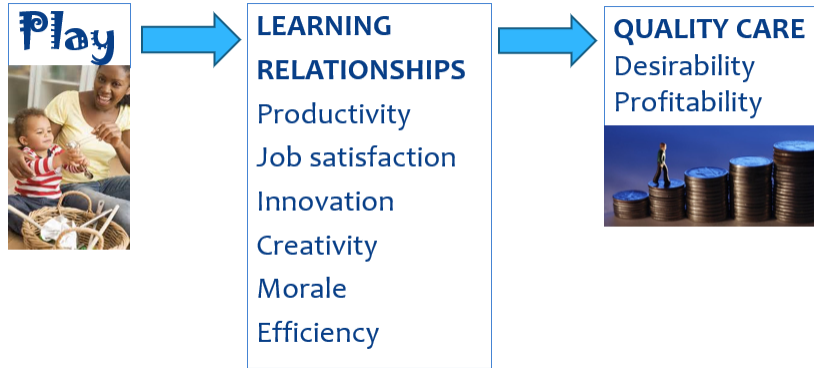 Play
LEARNING
RELATIONSHIPS
Productivity
Job satisfaction
Innovation
Creativity
Morale
Efficiency
QUALITY CARE
Desirability
Profitability